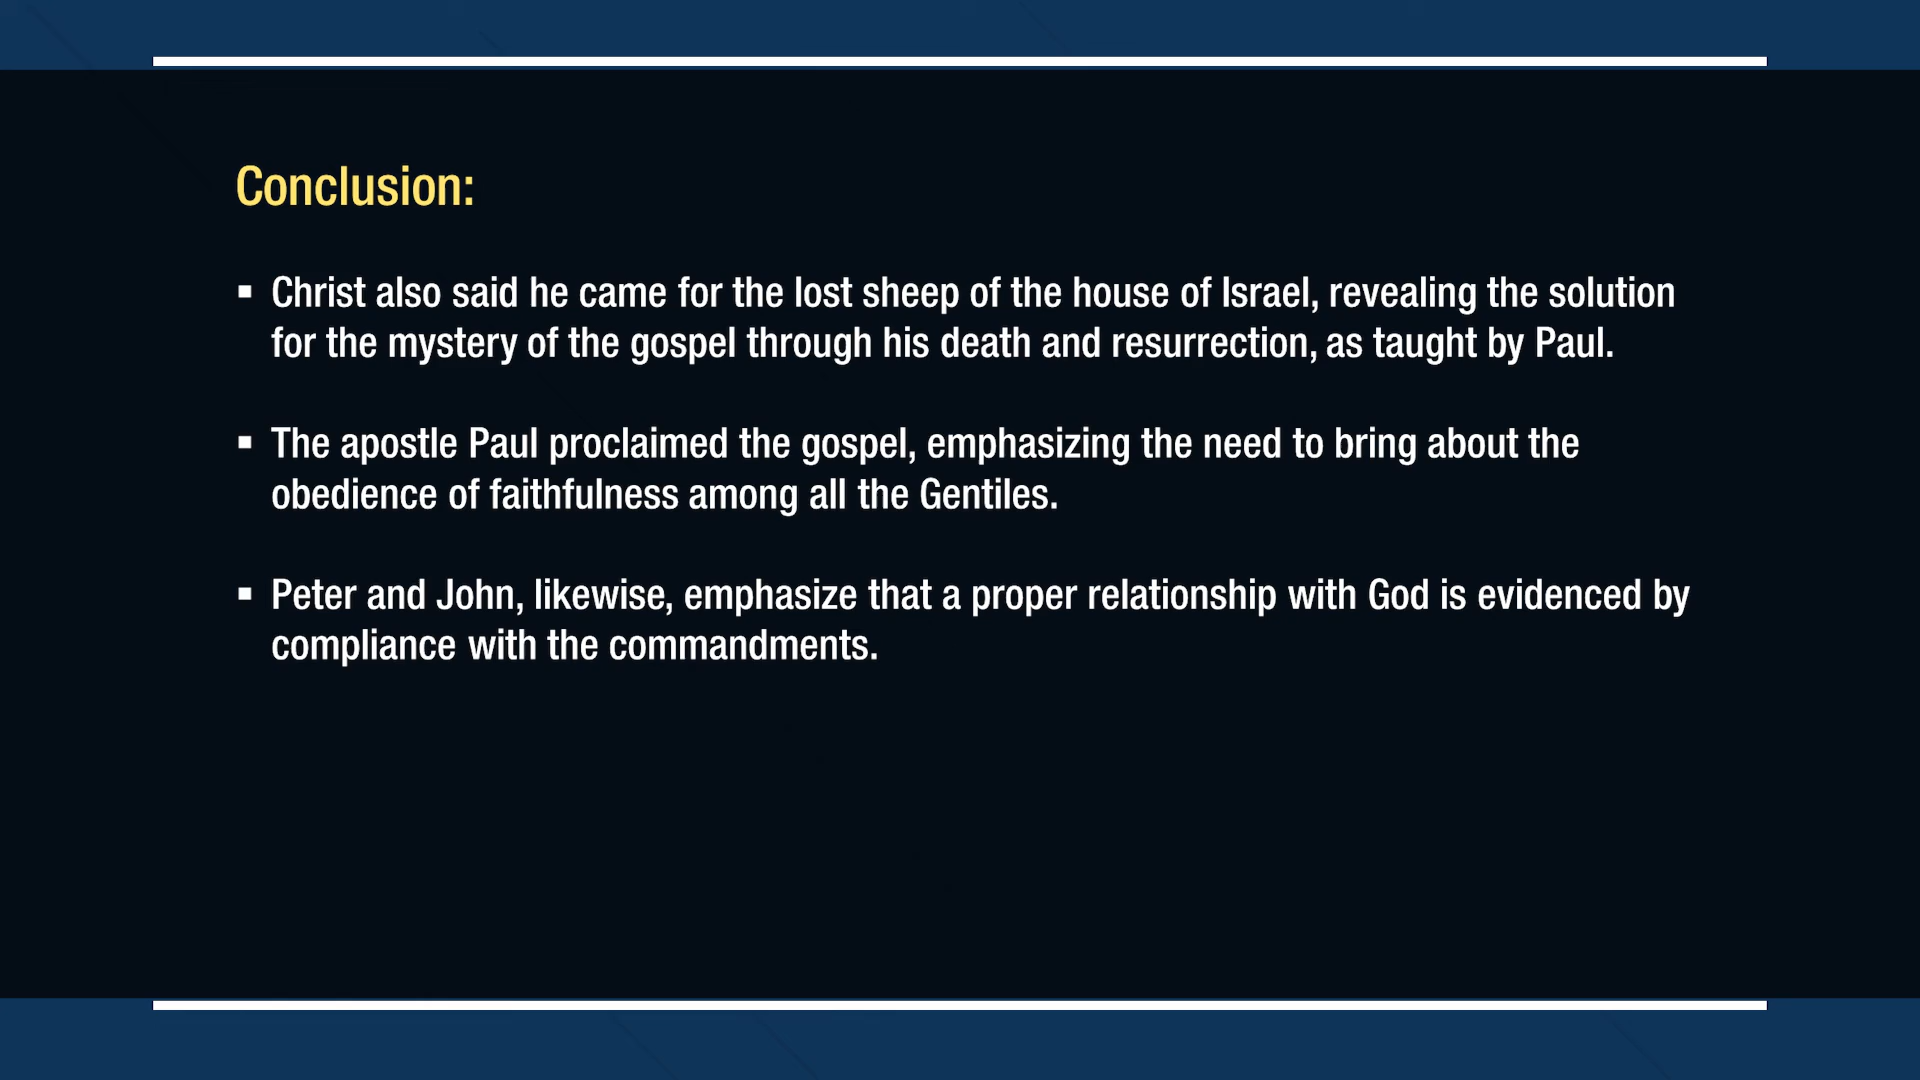 Conclusion:
▪ Christ also said he came for the lost sheep of the house of Israel, revealing the solution
for the mystery of the gospel through his death and resurrection, as taught by Paul.
▪ The apostle Paul proclaimed the gospel, emphasizing the need to bring about the
obedience of faithfulness among all the Gentiles.
▪ Peter and John, likewise, emphasize that a proper relationship with God is evidenced by
compliance with the commandments.